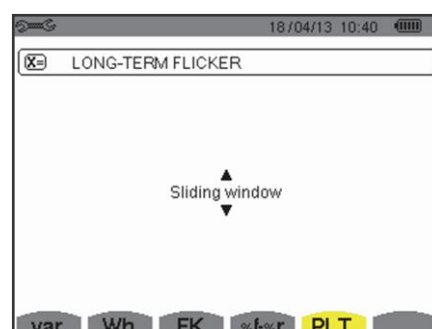 18/04/13 10:40
X= LONG-TERM FLICKER
Sliding window
var Wh FK %f-%r PLT